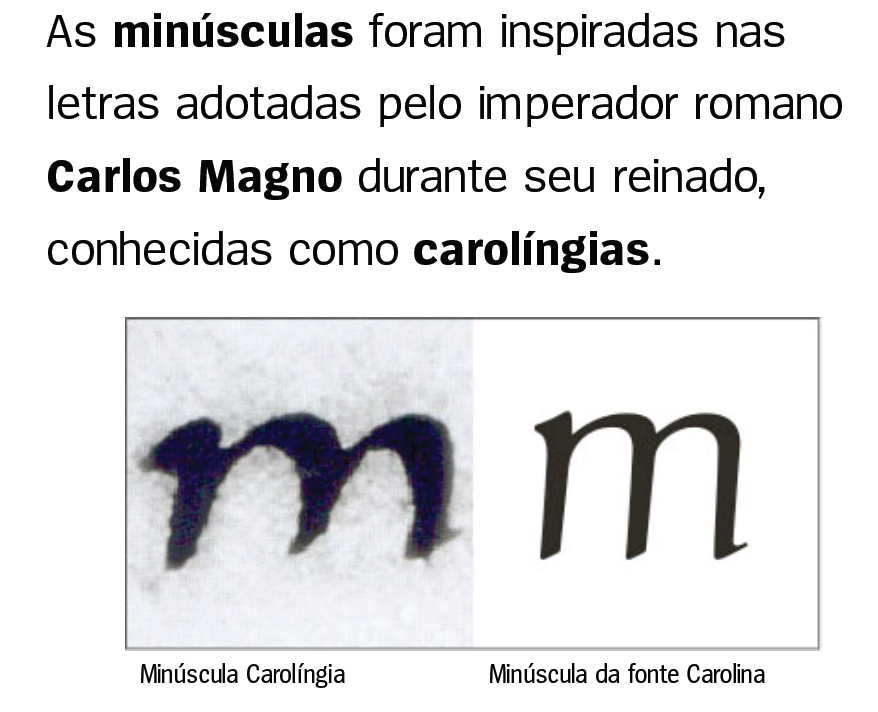 As minúsculas foram inspiradas nas
letras adotadas pelo imperador romano
Carlos Magno durante seu reinado,
conhecidas como carolíngias.
m m
Minúscula Carolíngia Minúscula da fonte Carolina